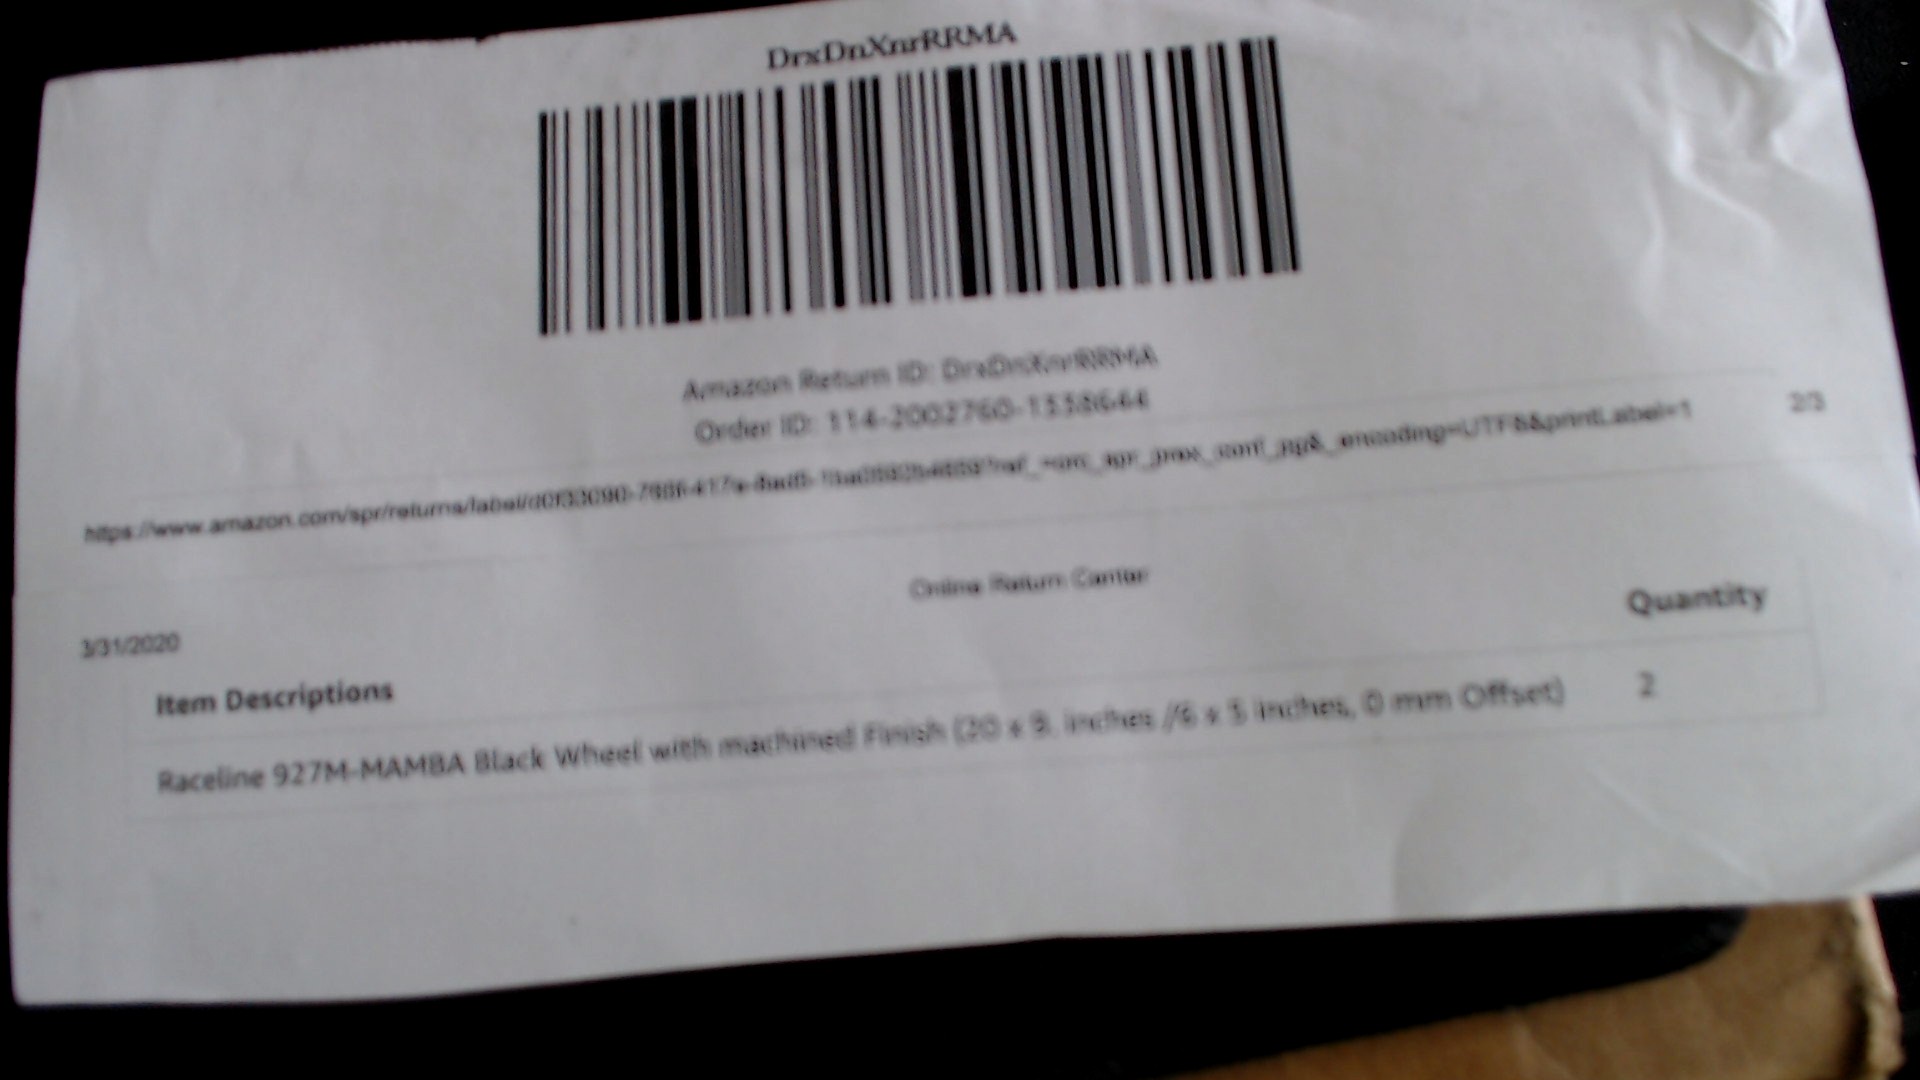 DrxDnXnrRRMA
Amazon Return ID: DrxDnXnrRRMA
Order ID: 114-2002760-1338644
2/3
Online Return Center
3/31/2020
Quantity
Item Descriptions
Raceline 927M-MAMBA Black Wheel with machined Finish (20 x 9. inches /6 x 5 inches, 0 mm Offset) 2